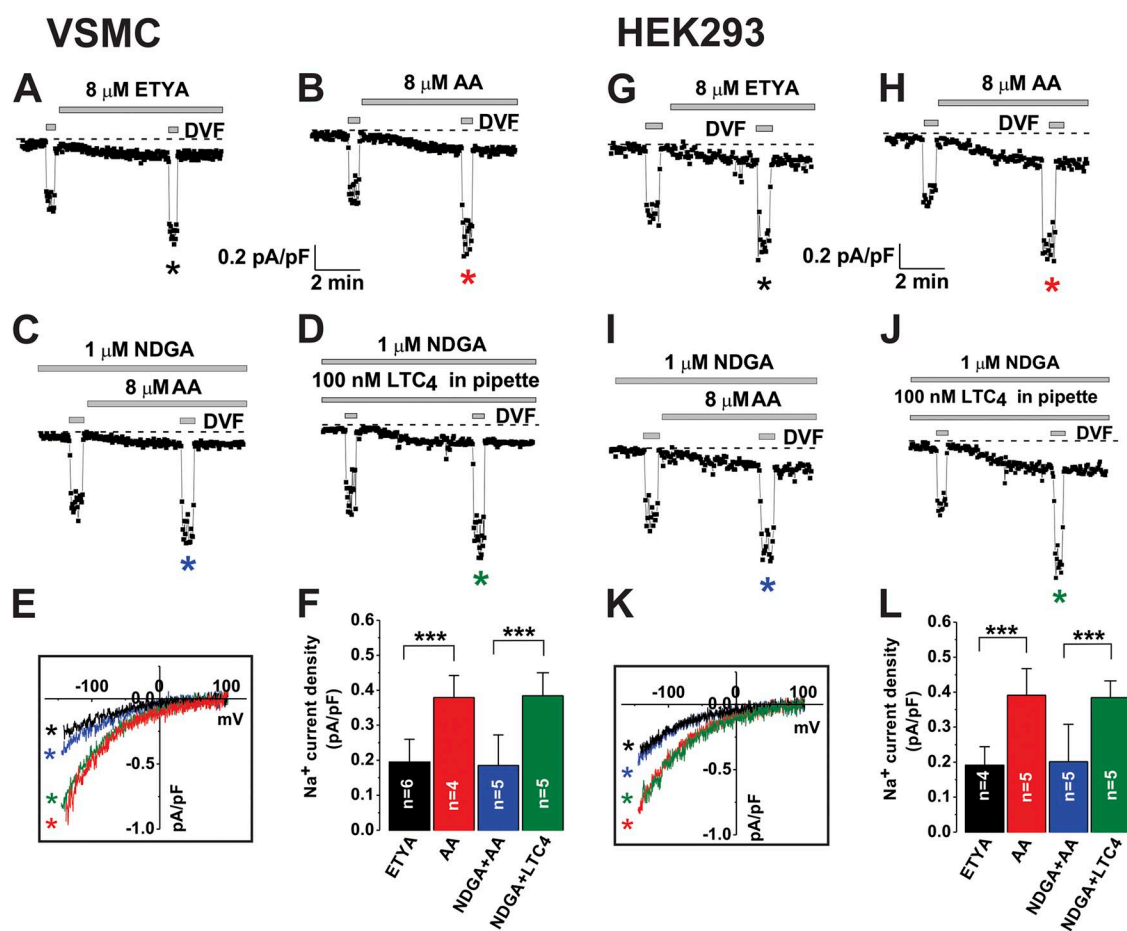 VSMC
HEK293
A
8 μM ETYA
DVF
*
B
8 μM AA
*
0.2 pA/pF
2 min
G
8 μM ETYA
DVF
*
H
8 μM AA
DVF
*
0.2 pA/pF
2 min
C
1 μM NDGA
8 μM AA
DVF
*
D
1 μM NDGA
100 nM LTC4 in pipette
DVF
*
I
1 μM NDGA
8 μM AA
DVF
*
J
1 μM NDGA
100 nM LTC4 in pipette
DVF
*
E
-100 0 100
mV
0.0
-0.5
-1.0
pA/pF
*
*
*
*
F
Na+ current density
(pA/pF)
0.6
0.5
0.4
0.3
0.2
0.1
0.0
*** ***
n=6 n=4 n=5 n=5
ETYA AA NDGA+AA NDGA+LTC4
K
-100 0 100
mV
0.0
-0.5
-1.0
pA/pF
*
*
*
*
L
Na+ current density
(pA/pF)
0.6
0.5
0.4
0.3
0.2
0.1
0.0
*** ***
n=4 n=5 n=5 n=5
ETYA AA NDGA+AA NDGA+LTC4